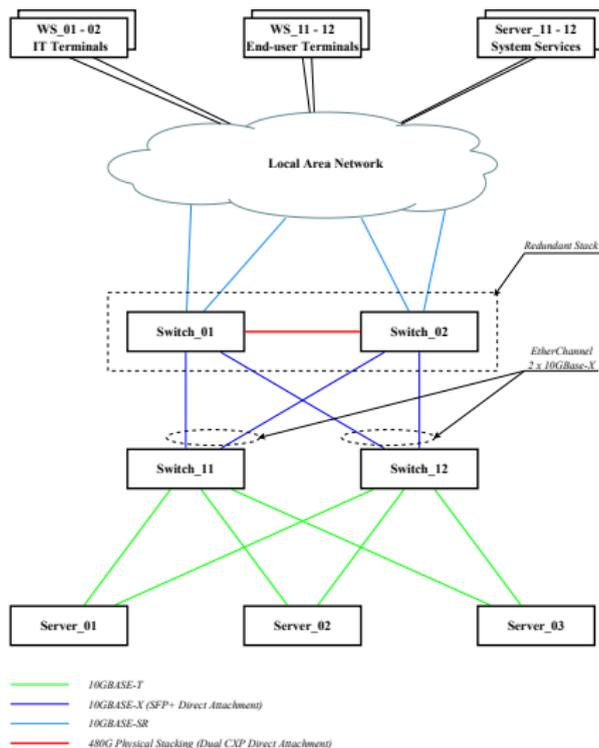 WS_01 - 02
IT Terminals
WS_11 - 12
End-user Terminals
Server_11 - 12
System Services
Local Area Network
Redundant Stack
Switch_01
Switch_02
EtherChannel
2 x 10GBase-X
Switch_11
Switch_12
Server_01
Server_02
Server_03
10GBASE-T
10GBASE-X (SFP+ Direct Attachment)
10GBASE-SR
480G Physical Stacking (Dual CXP Direct Attachment)